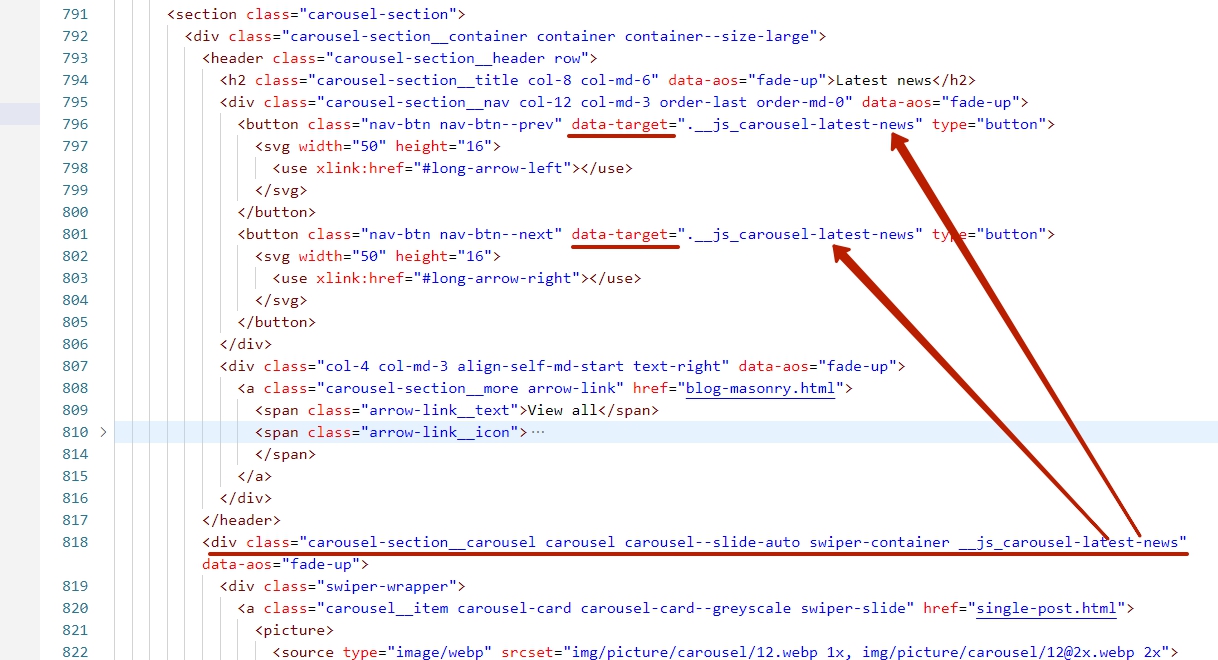 791 <section class="carousel-section">
792 <div class="carousel-section__container container container--size-large">
793 <header class="carousel-section__header row">
794 <h2 class="carousel-section__title col-8 col-md-6" data-aos="fade-up">Latest news</h2>
795 <div class="carousel-section__nav col-12 col-md-3 order-last order-md-0" data-aos="fade-up">
796 <button class="nav-btn nav-btn--prev" data-target=".__js_carousel-latest-news" type="button">
797 <svg width="50" height="16">
798 <use xlink:href="#long-arrow-left"></use>
799 </svg>
800 </button>
801 <button class="nav-btn nav-btn--next" data-target=".__js_carousel-latest-news" type="button">
802 <svg width="50" height="16">
803 <use xlink:href="#long-arrow-right"></use>
804 </svg>
805 </button>
806 </div>
807 <div class="col-4 col-md-3 align-self-md-start text-right" data-aos="fade-up">
808 <a class="carousel-section__more arrow-link" href="blog-masonry.html">
809 <span class="arrow-link__text">View all</span>
810 <span class="arrow-link__icon">…
814 </span>
815 </a>
816 </div>
817 </header>
818 <div class="carousel-section__carousel carousel carousel--slide-auto swiper-container __js_carousel-latest-news"
data-aos="fade-up">
819 <div class="swiper-wrapper">
820 <a class="carousel__item carousel-card carousel-card--greyscale swiper-slide" href="single-post.html">
821 <picture>
822 <source type="image/webp" srcset="img/picture/carousel/12.webp 1x, img/picture/carousel/12@2x.webp 2x">